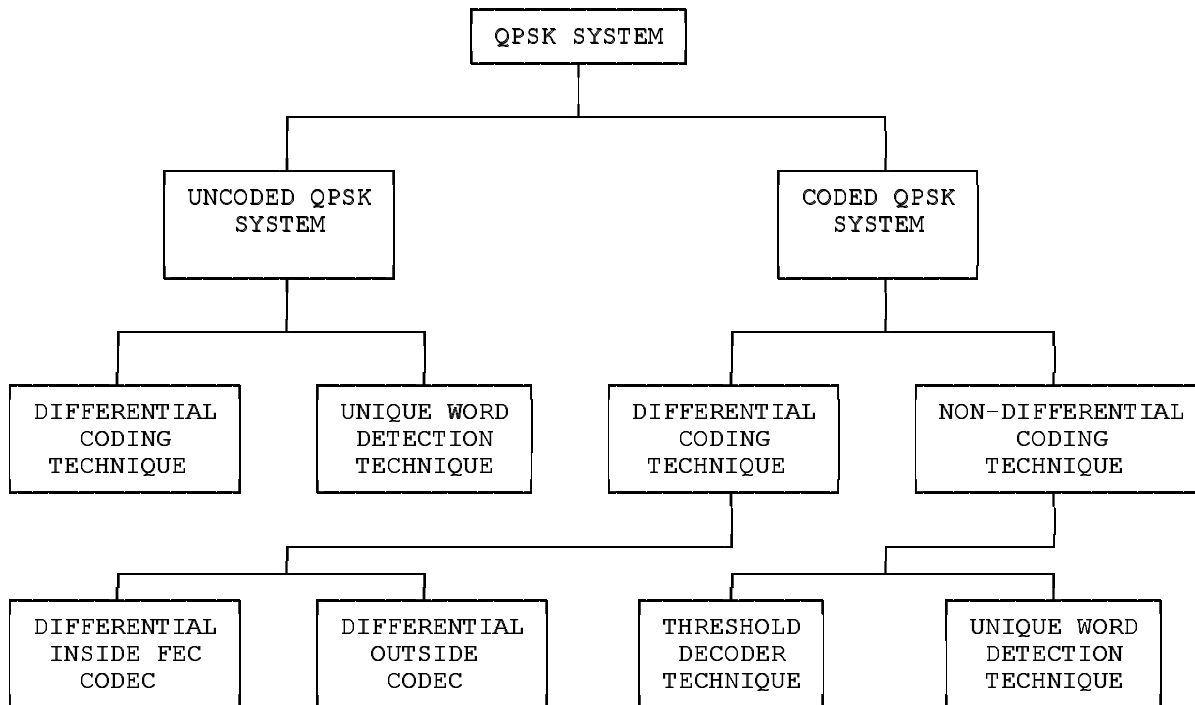 QPSK SYSTEM
UNCODED QPSK
SYSTEM
CODED QPSK
SYSTEM
DIFFERENTIAL
CODING
TECHNIQUE
UNIQUE WORD
DETECTION
TECHNIQUE
DIFFERENTIAL
CODING
TECHNIQUE
NON-DIFFERENTIAL
CODING
TECHNIQUE
DIFFERENTIAL
INSIDE FEC
CODEC
DIFFERENTIAL
OUTSIDE
CODEC
THRESHOLD
DECODER
TECHNIQUE
UNIQUE WORD
DETECTION
TECHNIQUE